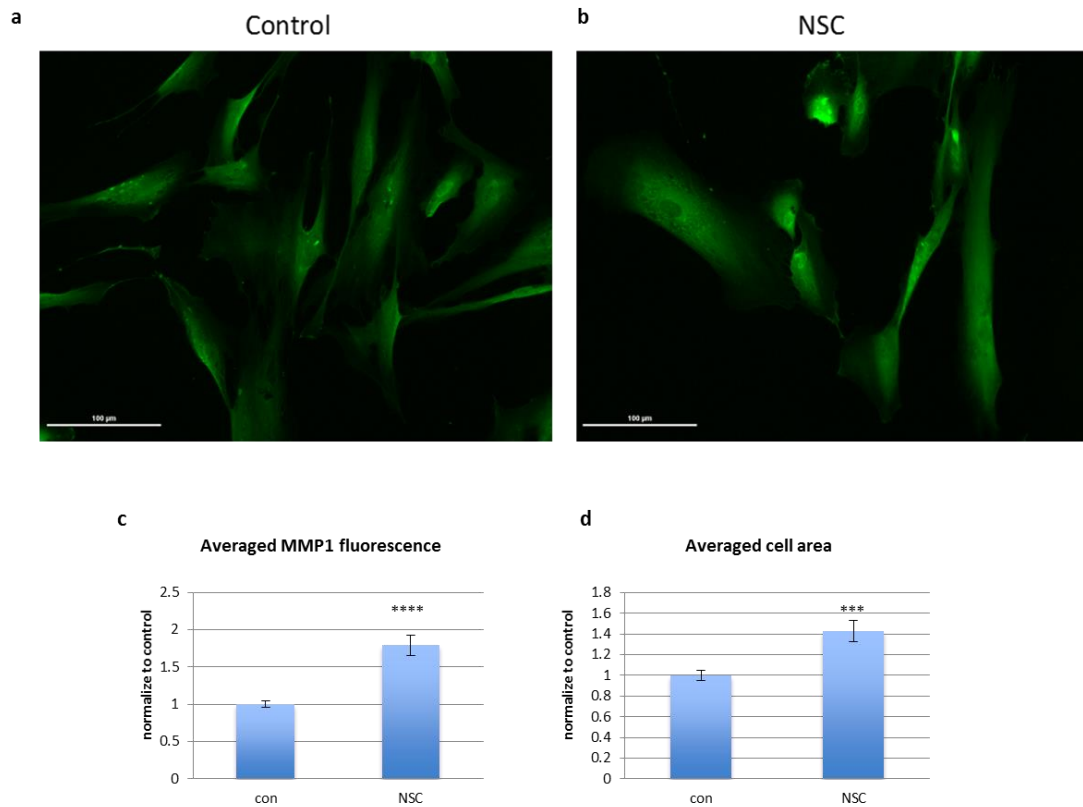 a
Control
b
NSC
100 µm
100 µm
c
Averaged MMP1 fluorescence
normalize to control
2.5
2
1.5
1
0.5
0
****
con
NSC
d
Averaged cell area
normalize to control
1.8
1.6
1.4
1.2
1
0.8
0.6
0.4
0.2
0
***
con
NSC